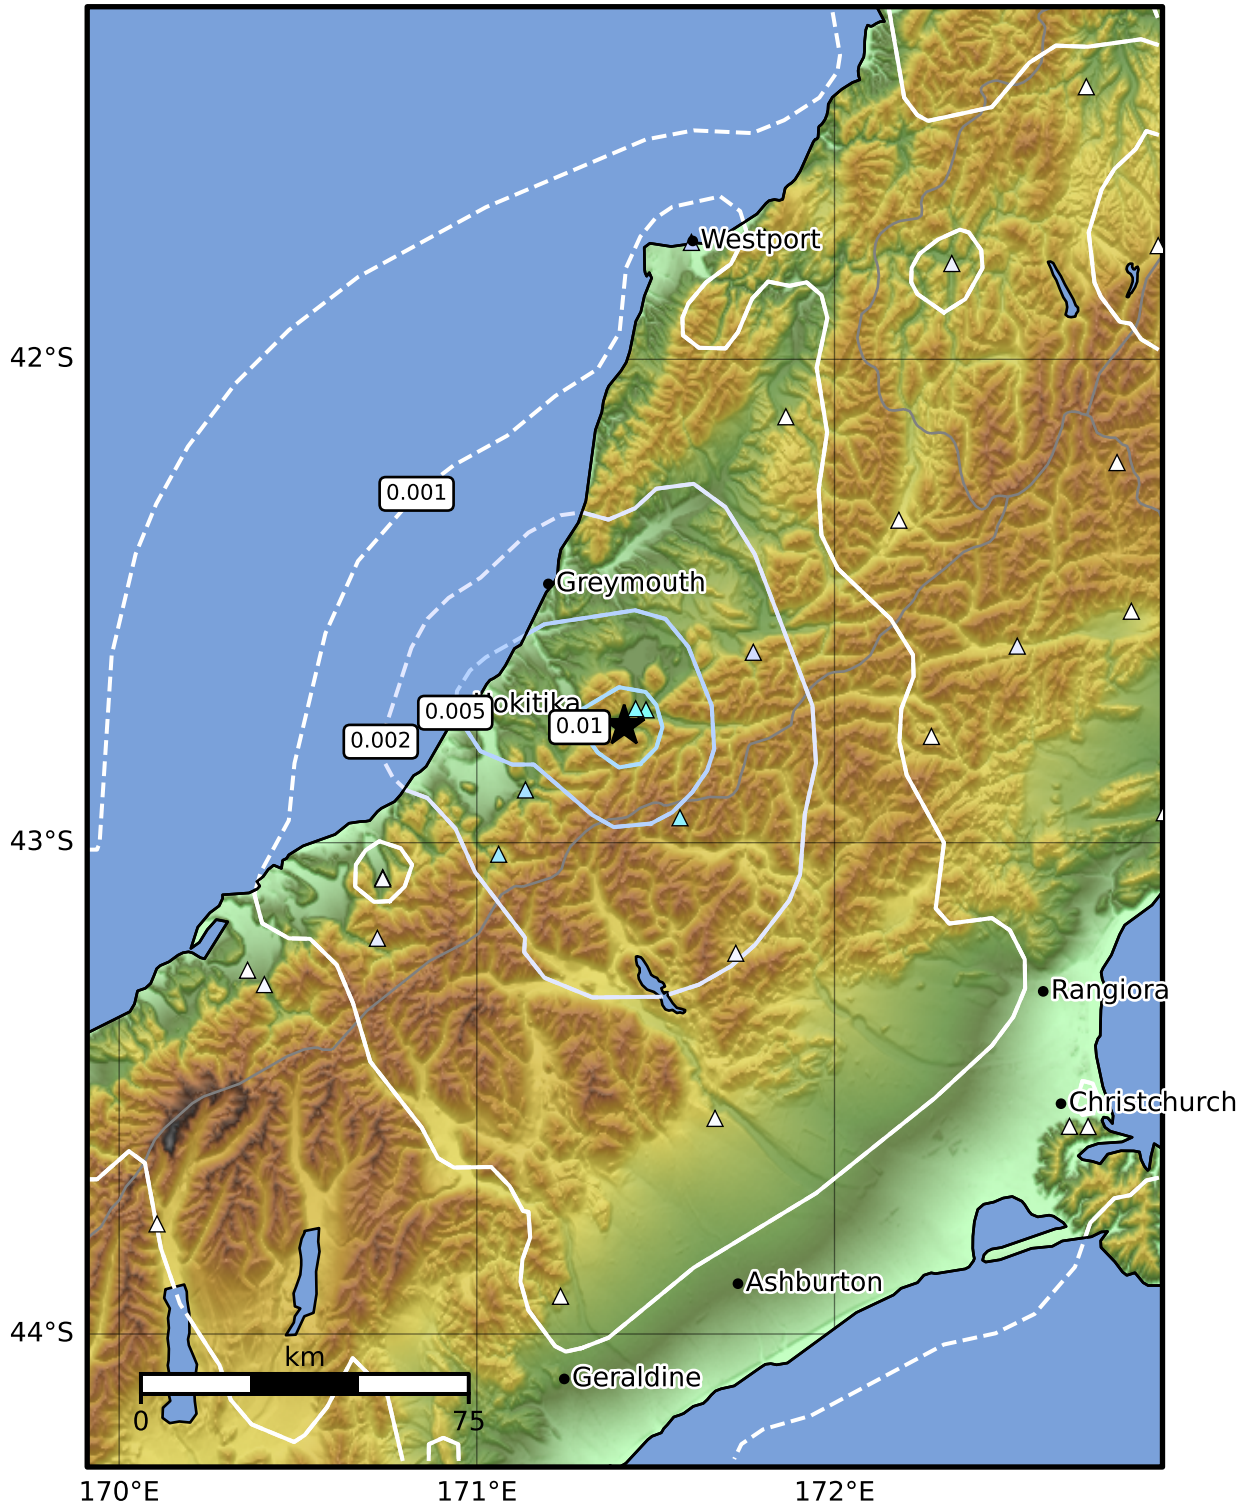 Westport
42°S
0.001
Greymouth
Hokitika
0.005
0.01
0.002
43°S
Rangiora
Christchurch
Ashburton
44°S
km
Geraldine
0
75
170°E
171°E
172°E